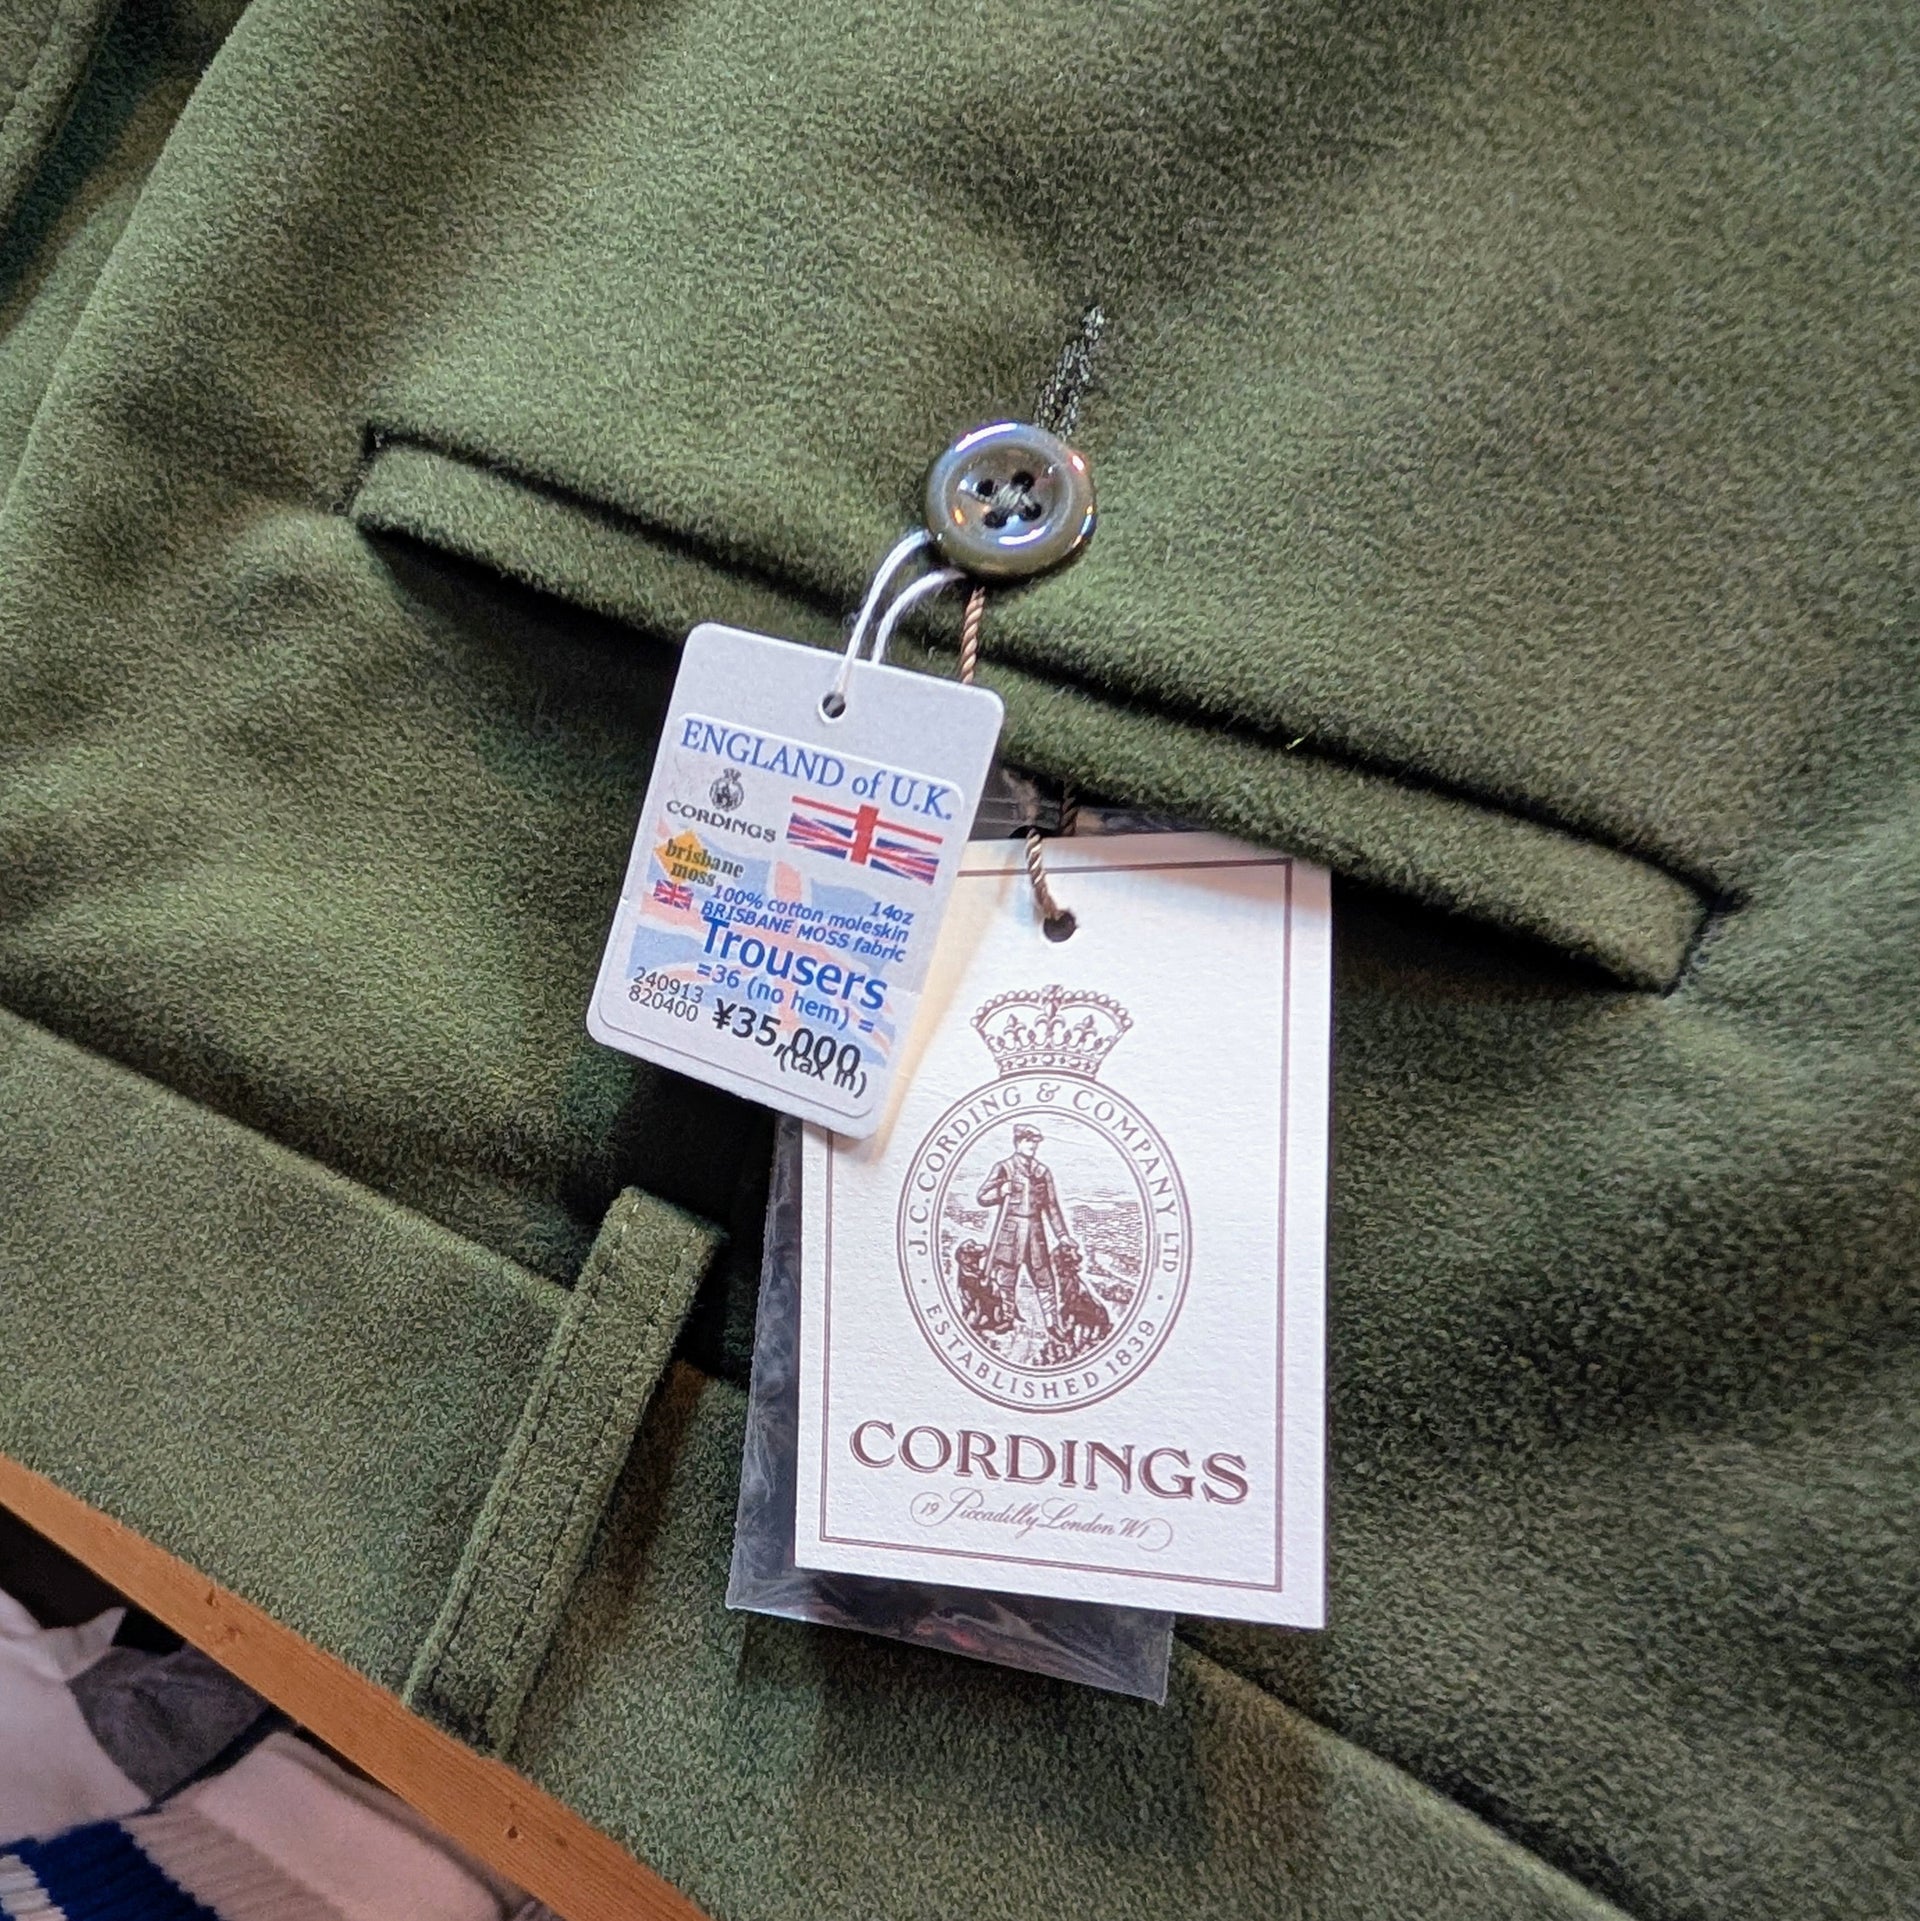 ENGLAND of U.K.
CORDINGS
brisbane
moss
14oz
100% cotton moleskin
BRISBANE MOSS fabric
Trousers
=36 (no hem) =
240913
820400
¥35,000
(tax in)
J.C. CORDING & COMPANY LTD
· ESTABLISHED 1839 ·
CORDINGS
19 Piccadilly London W1